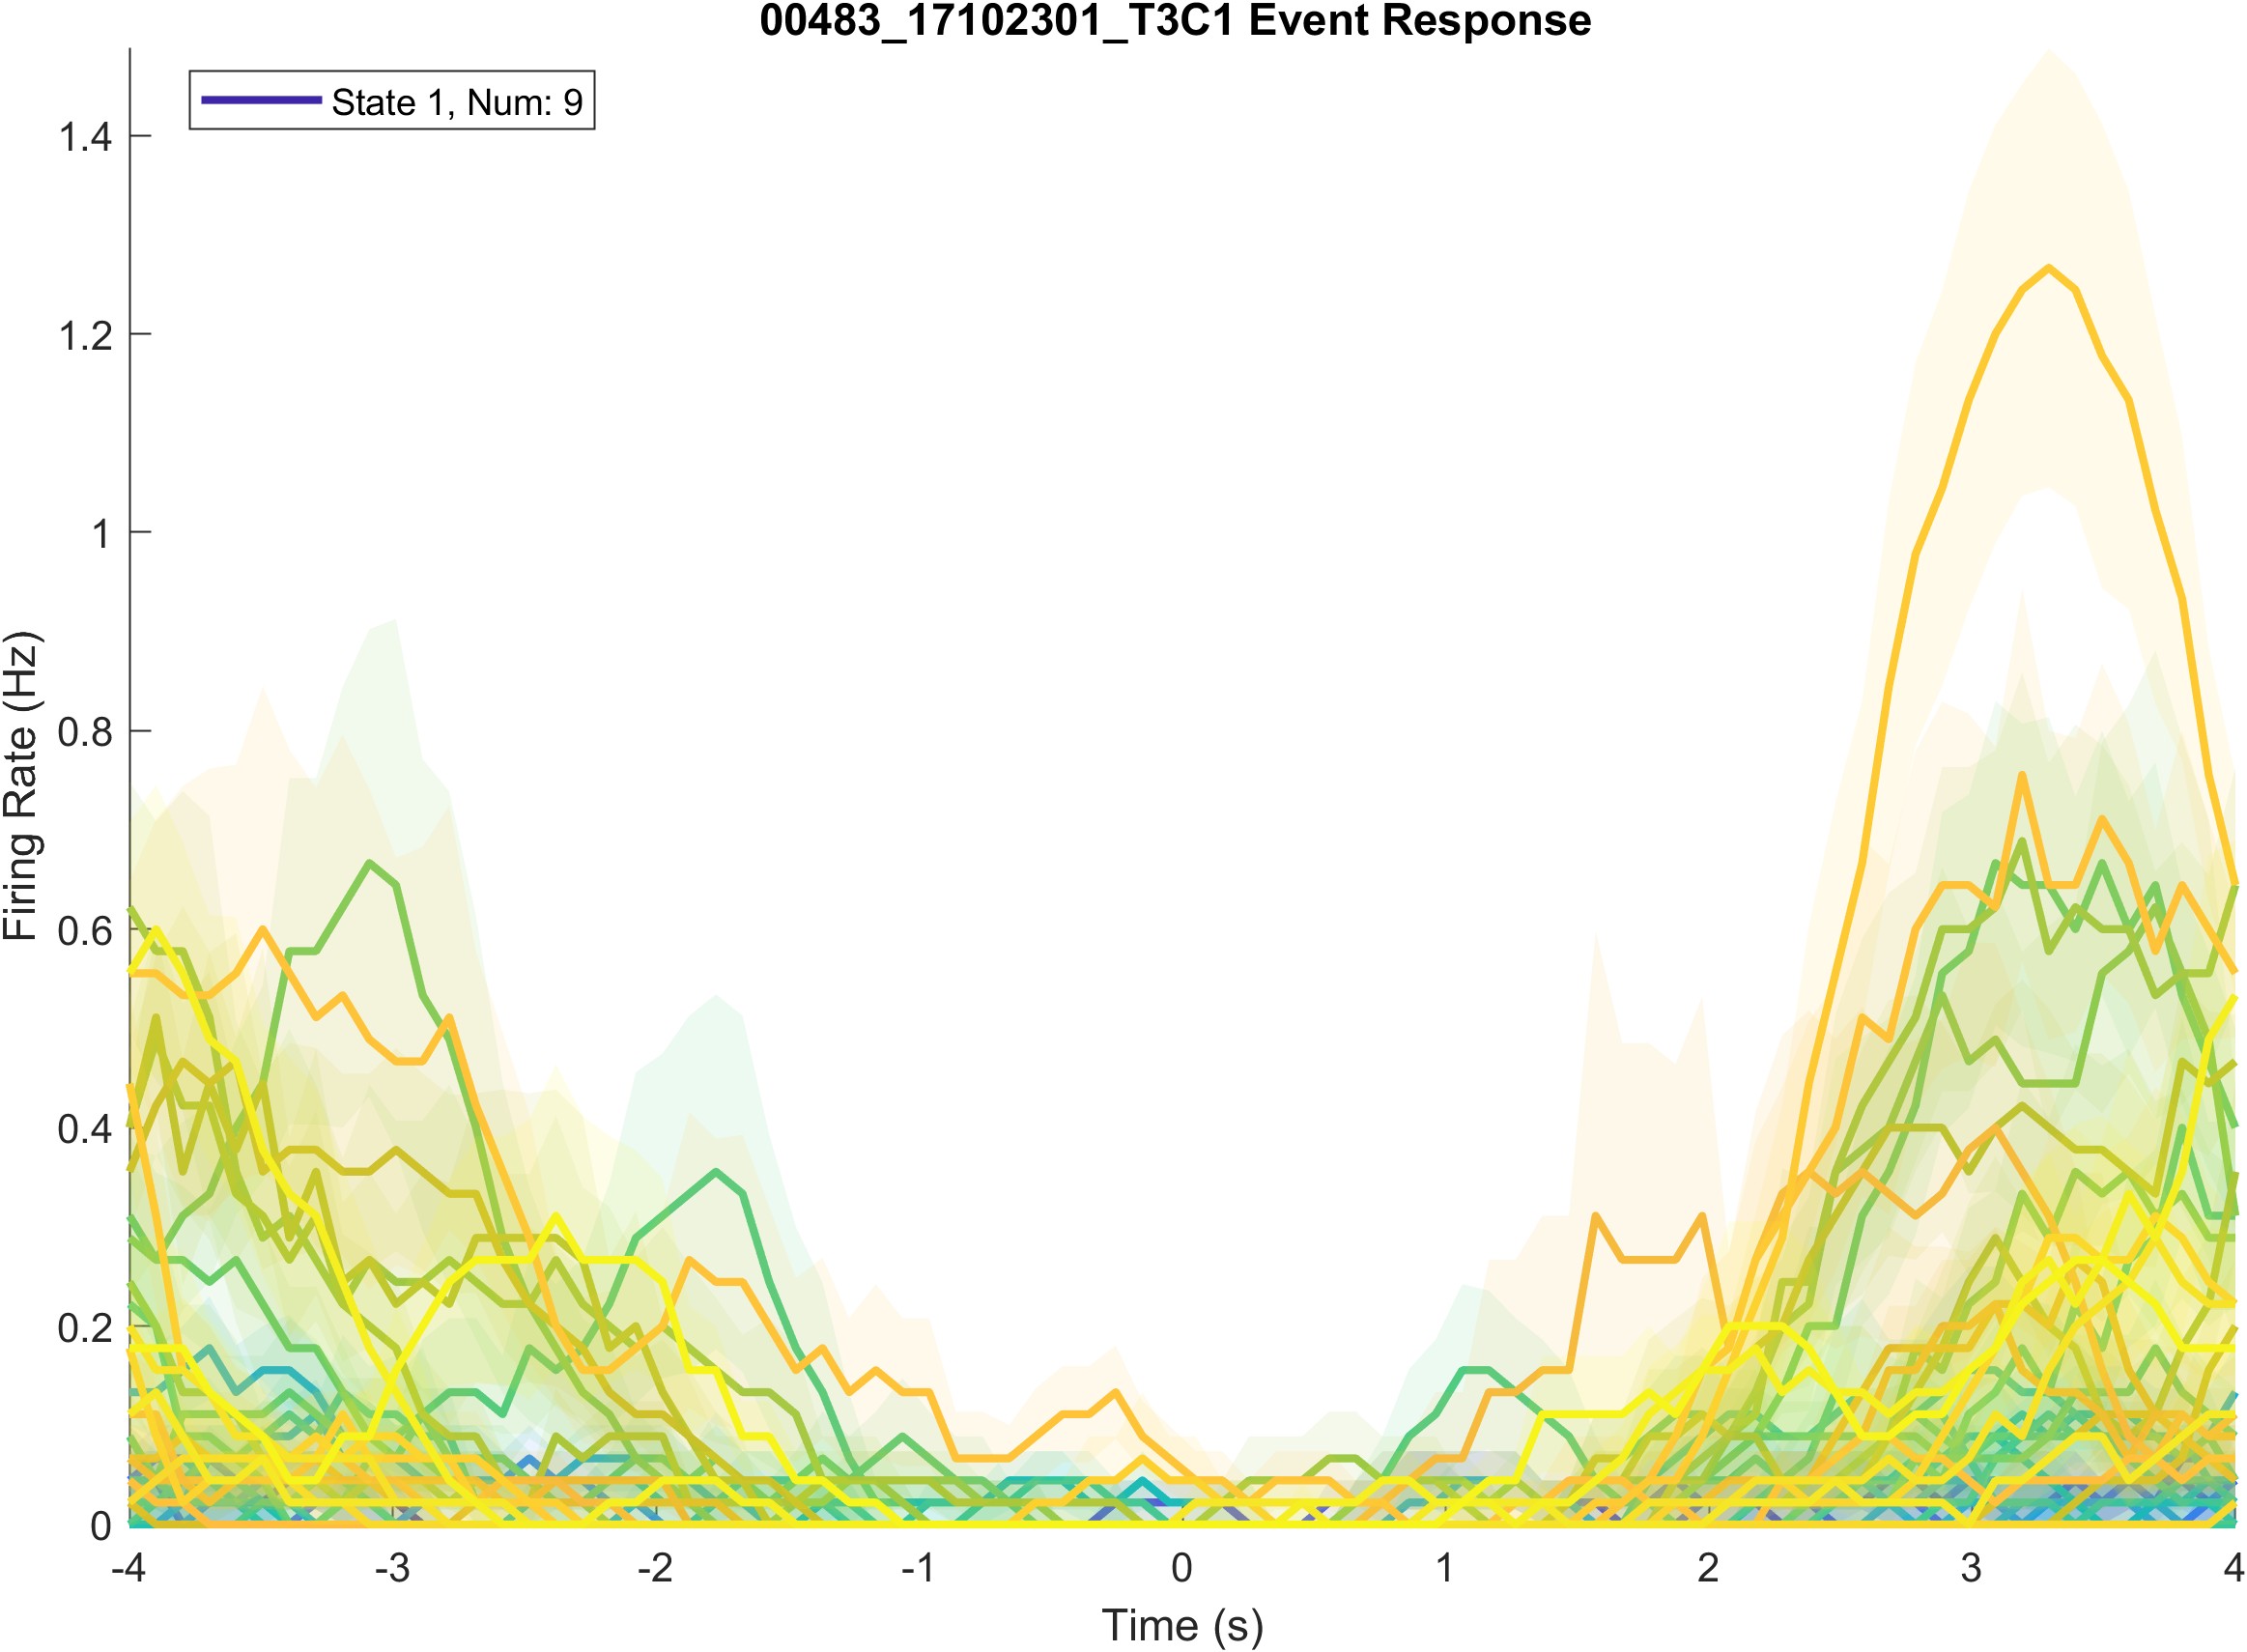 00483_17102301_T3C1 Event Response
State 1, Num: 9
Firing Rate (Hz)
1.4
1.2
1
0.8
0.6
0.4
0.2
0
-4 -3 -2 -1 0 1 2 3 4
Time (s)